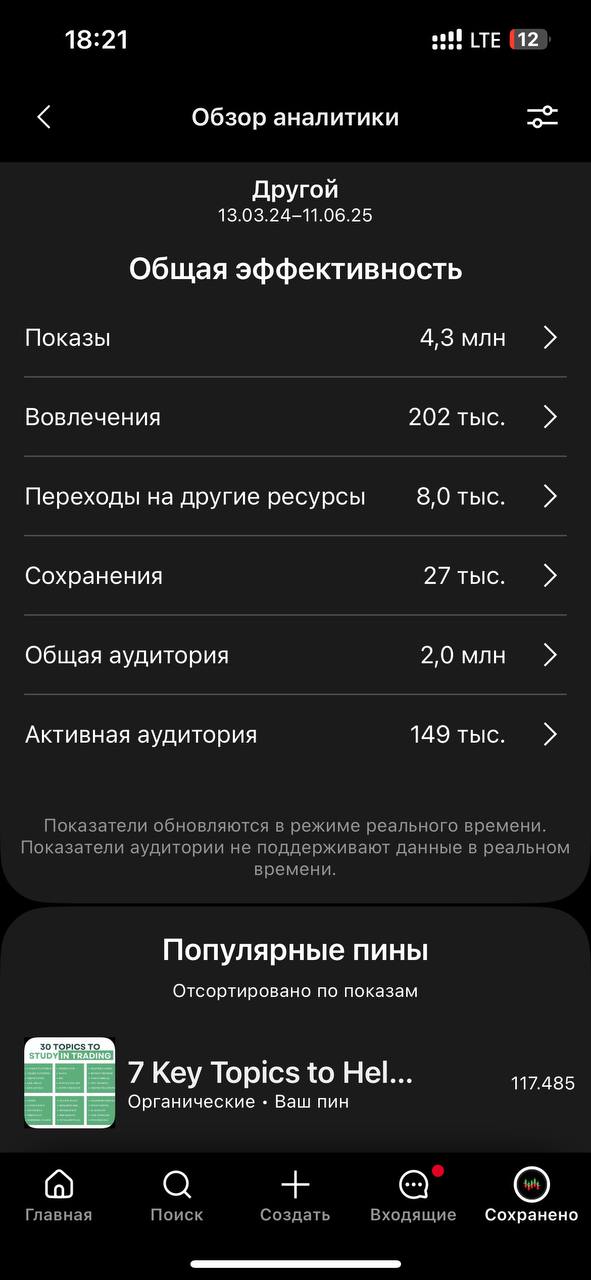 18:21
LTE 12
Обзор аналитики
Другой
13.03.24–11.06.25
Общая эффективность
Показы 4,3 млн
Вовлечения 202 тыс.
Переходы на другие ресурсы 8,0 тыс.
Сохранения 27 тыс.
Общая аудитория 2,0 млн
Активная аудитория 149 тыс.
Показатели обновляются в режиме реального времени.
Показатели аудитории не поддерживают данные в реальном
времени.
Популярные пины
Отсортировано по показам
30 TOPICS TO
STUDY IN TRADING
7 Key Topics to Hel...
117.485
Органические • Ваш пин
Главная Поиск Создать Входящие Сохранено